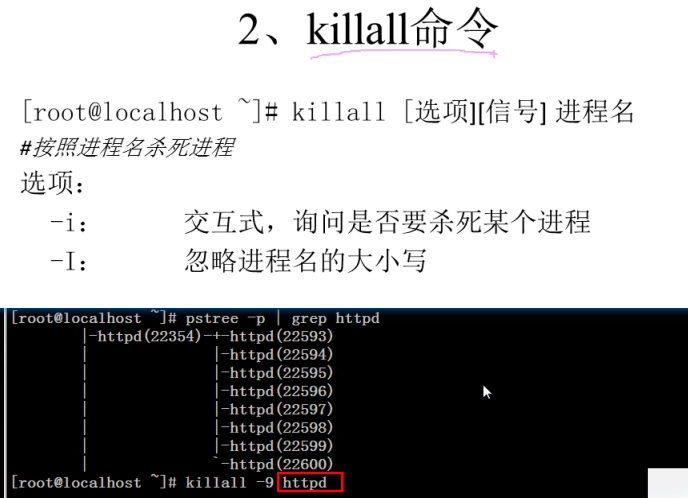 2、killall命令
[root@localhost ~]# killall [选项][信号] 进程名
#按照进程名杀死进程
选项：
-i： 交互式，询问是否要杀死某个进程
-I： 忽略进程名的大小写
[root@localhost ~]# pstree -p | grep httpd
|-httpd(22354)-+-httpd(22593)
| |-httpd(22594)
| |-httpd(22595)
| |-httpd(22596)
| |-httpd(22597)
| |-httpd(22598)
| |-httpd(22599)
| `-httpd(22600)
[root@localhost ~]# killall -9 httpd